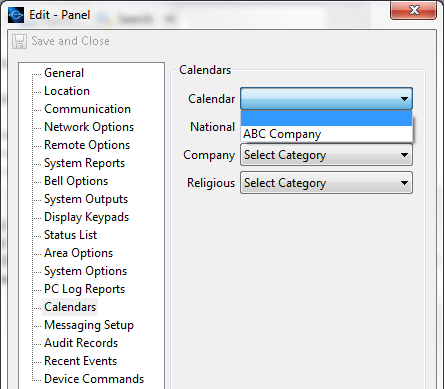 Edit - Panel
Save and Close
General
Location
Communication
Network Options
Remote Options
System Reports
Bell Options
System Outputs
Display Keypads
Status List
Area Options
System Options
PC Log Reports
Calendars
Messaging Setup
Audit Records
Recent Events
Device Commands
Calendars
Calendar
National
ABC Company
Company Select Category
Religious Select Category